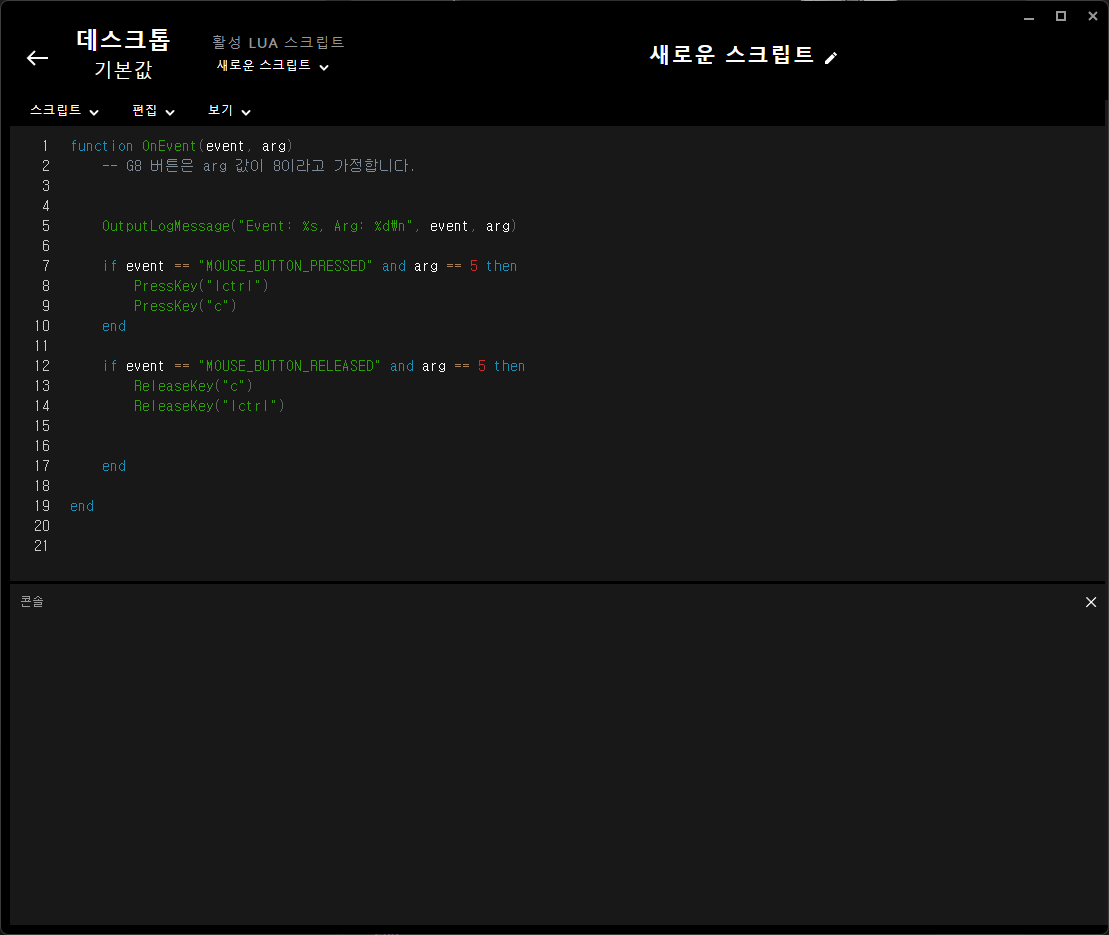 데스크톱
기본값
활성 LUA 스크립트
새로운 스크립트
새로운 스크립트
스크립트
편집
보기
1 function OnEvent(event, arg)
2 -- G8 버튼은 arg 값이 8이라고 가정합니다.
3
4
5 OutputLogMessage("Event: %s, Arg: %d₩n", event, arg)
6
7 if event == "MOUSE_BUTTON_PRESSED" and arg == 5 then
8 PressKey("lctrl")
9 PressKey("c")
10 end
11
12 if event == "MOUSE_BUTTON_RELEASED" and arg == 5 then
13 ReleaseKey("c")
14 ReleaseKey("lctrl")
15
16
17 end
18
19 end
20
21
콘솔